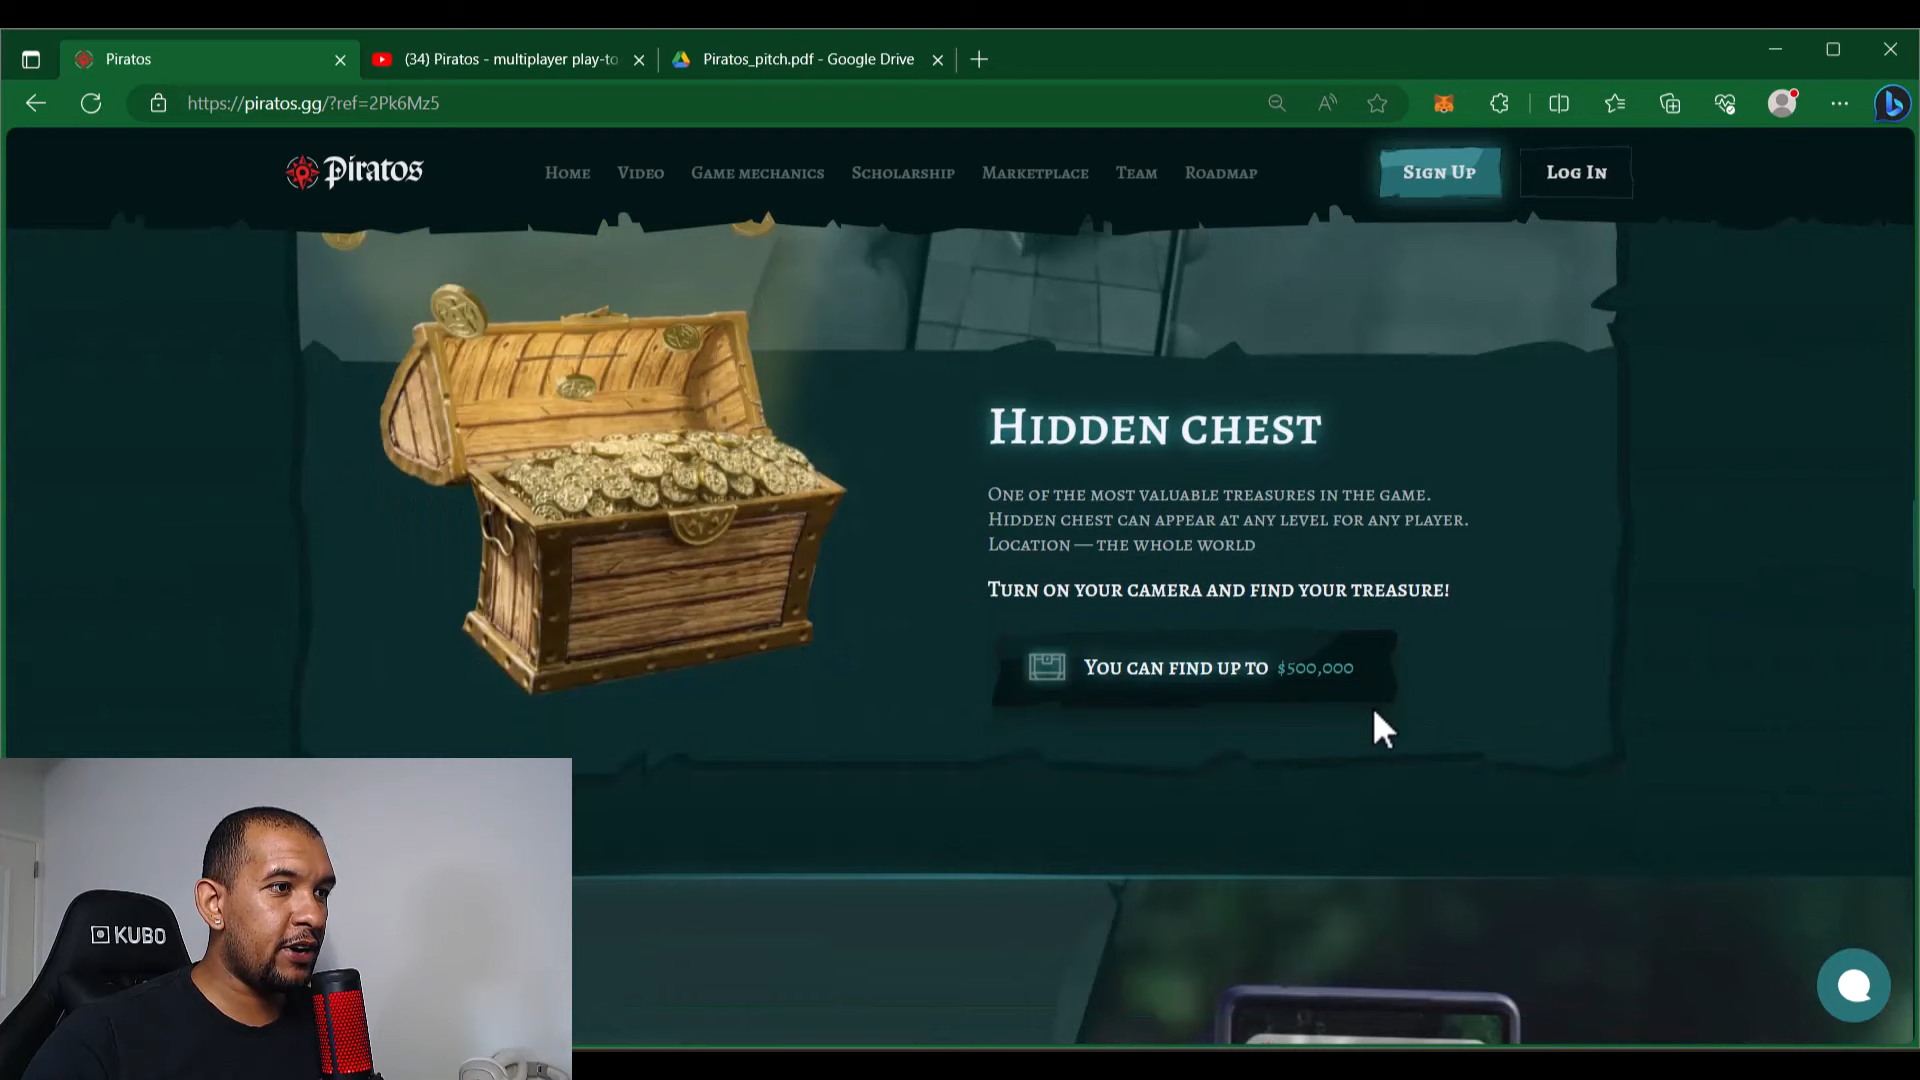 Piratos
(34) Piratos - multiplayer play-to
Piratos_pitch.pdf - Google Drive
https://piratos.gg/?ref=2Pk6Mz5
Piratos
Home
Video
Game mechanics
Scholarship
Marketplace
Team
Roadmap
Sign Up
Log In
Hidden chest
One of the most valuable treasures in the game.
Hidden chest can appear at any level for any player.
Location — the whole world
Turn on your camera and find your treasure!
You can find up to $500,000
KUBO